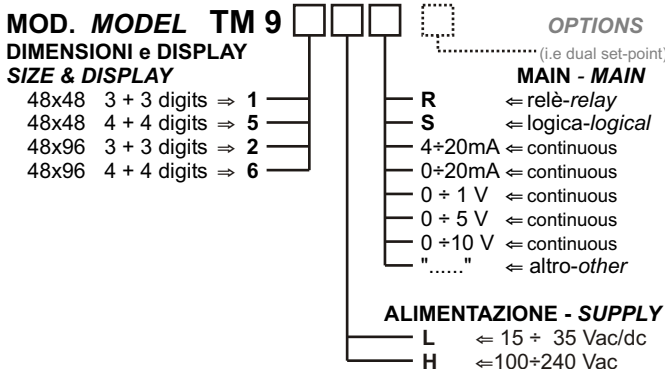 MOD. MODEL TM 9 OPTIONS
DIMENSIONI e DISPLAY (i.e dual set-point)
SIZE & DISPLAY MAIN - MAIN
48x48 3 + 3 digits ⇒ 1 R ⇐ relè-relay
48x48 4 + 4 digits ⇒ 5 S ⇐ logica-logical
48x96 3 + 3 digits ⇒ 2 4÷20mA ⇐ continuous
48x96 4 + 4 digits ⇒ 6 0÷20mA ⇐ continuous
0 ÷ 1 V ⇐ continuous
0 ÷ 5 V ⇐ continuous
0 ÷10 V ⇐ continuous
"......" ⇐ altro-other
ALIMENTAZIONE - SUPPLY
L ⇐ 15 ÷ 35 Vac/dc
H ⇐100÷240 Vac